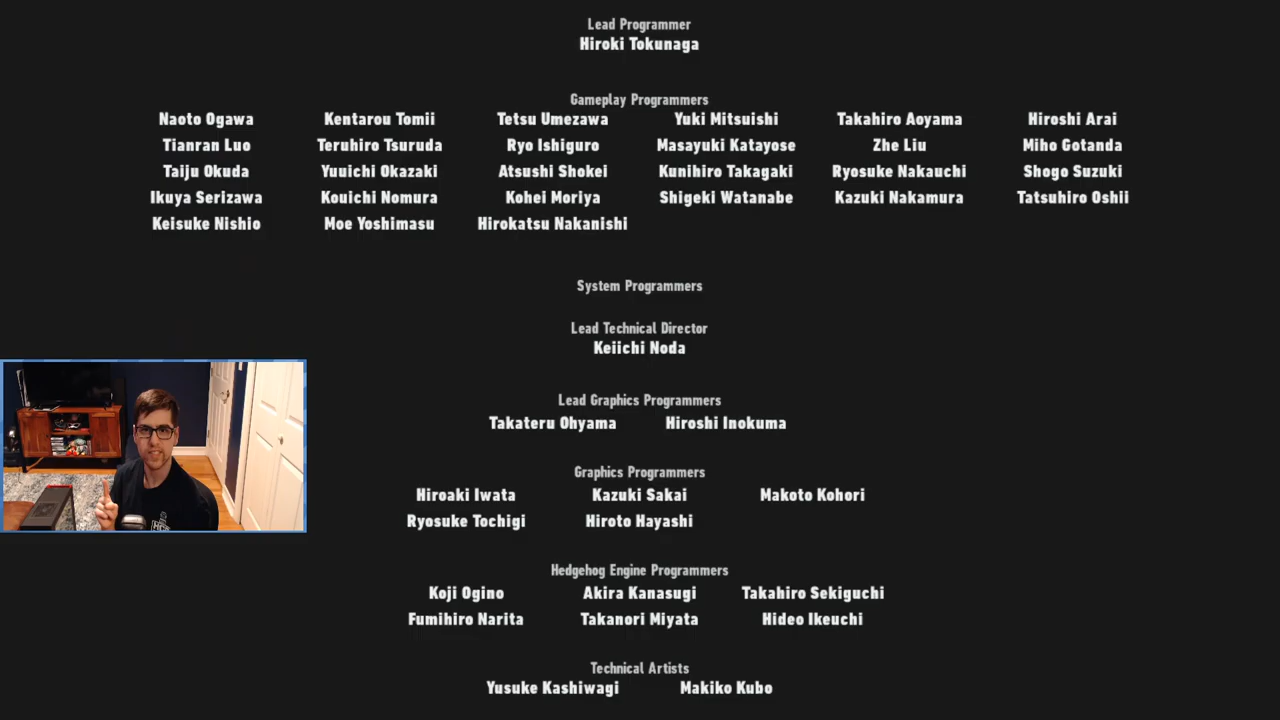 Lead Programmer
Hiroki Tokunaga
Gameplay Programmers
Naoto Ogawa Kentarou Tomii Tetsu Umezawa Yuki Mitsuishi Takahiro Aoyama Hiroshi Arai
Tianran Luo Teruhiro Tsuruda Ryo Ishiguro Masayuki Katayose Zhe Liu Miho Gotanda
Taiju Okuda Yuuichi Okazaki Atsushi Shokei Kunihiro Takagaki Ryosuke Nakauchi Shogo Suzuki
Ikuya Serizawa Kouichi Nomura Kohei Moriya Shigeki Watanabe Kazuki Nakamura Tatsuhiro Oshii
Keisuke Nishio Moe Yoshimasu Hirokatsu Nakanishi
System Programmers
Lead Technical Director
Keiichi Noda
Lead Graphics Programmers
Takateru Ohyama Hiroshi Inokuma
Graphics Programmers
Hiroaki Iwata Kazuki Sakai Makoto Kohori
Ryosuke Tochigi Hiroto Hayashi
Hedgehog Engine Programmers
Koji Ogino Akira Kanasugi Takahiro Sekiguchi
Fumihiro Narita Takanori Miyata Hideo Ikeuchi
Technical Artists
Yusuke Kashiwagi Makiko Kubo